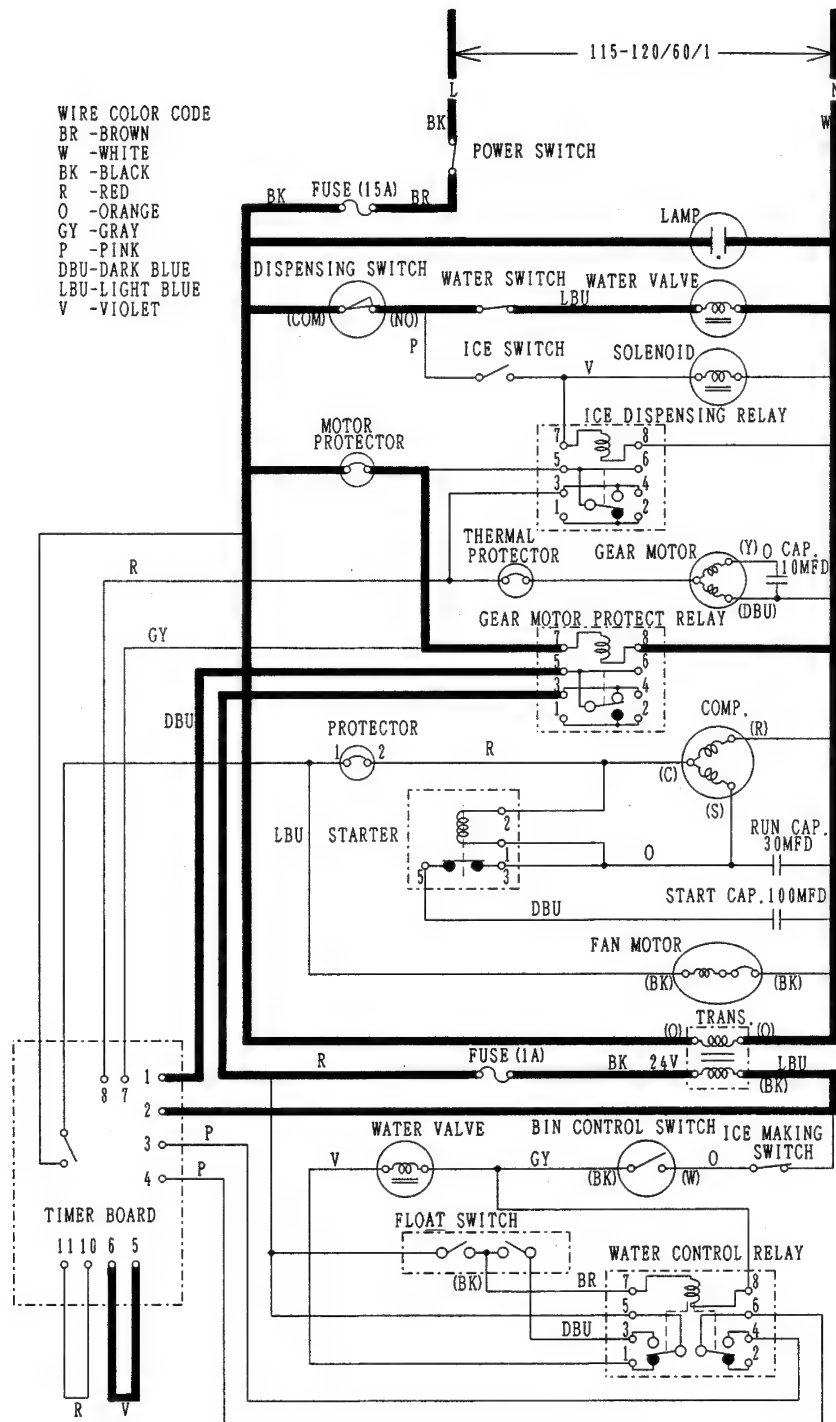 115-120/60/1
L
N
WIRE COLOR CODE
BR -BROWN
W -WHITE
BK -BLACK
R -RED
O -ORANGE
GY -GRAY
P -PINK
DBU-DARK BLUE
LBU-LIGHT BLUE
V -VIOLET
BK
W
POWER SWITCH
BK
FUSE (15A)
BR
LAMP
DISPENSING SWITCH
WATER SWITCH
WATER VALVE
LBU
(COM)
(NO)
P
ICE SWITCH
SOLENOID
V
ICE DISPENSING RELAY
MOTOR
PROTECTOR
7 8
5 6
3 4
1 2
THERMAL
PROTECTOR
GEAR MOTOR
(Y) O CAP.
10MFD
(DBU)
R
GY
GEAR MOTOR PROTECT RELAY
7 8
5 6
3 4
1 2
DBU
COMP.
(R)
PROTECTOR
1 2
R
(C)
(S)
LBU
STARTER
2
1
5 3
O
RUN CAP.
30MFD
DBU
START CAP.100MFD
FAN MOTOR
(BK) (BK)
TRANS.
(O) (O)
R
FUSE (1A)
BK 24V
LBU
(BK)
8 7 1
2
3 P
4 P
WATER VALVE
BIN CONTROL SWITCH
ICE MAKING
SWITCH
V
GY
(BK)
(W)
O
TIMER BOARD
11 10 6 5
FLOAT SWITCH
(BK)
WATER CONTROL RELAY
BR
DBU
7 8
5 6
3 4
1 2
R V